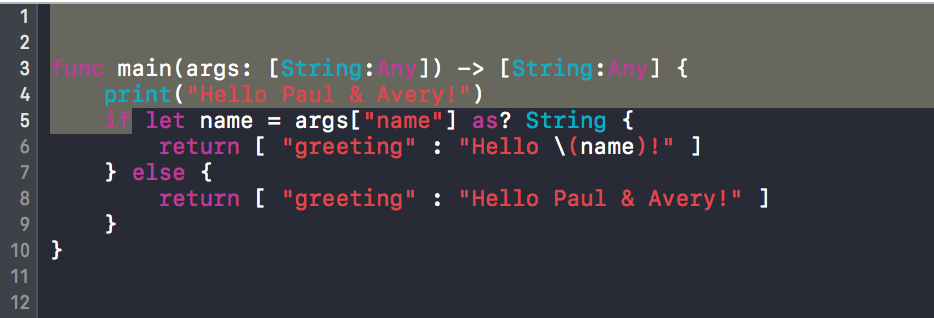 1
2
3 func main(args: [String:Any]) -> [String:Any] {
4     print("Hello Paul & Avery!")
5     if let name = args["name"] as? String {
6         return [ "greeting" : "Hello \(name)!" ]
7     } else {
8         return [ "greeting" : "Hello Paul & Avery!" ]
9     }
10 }
11
12